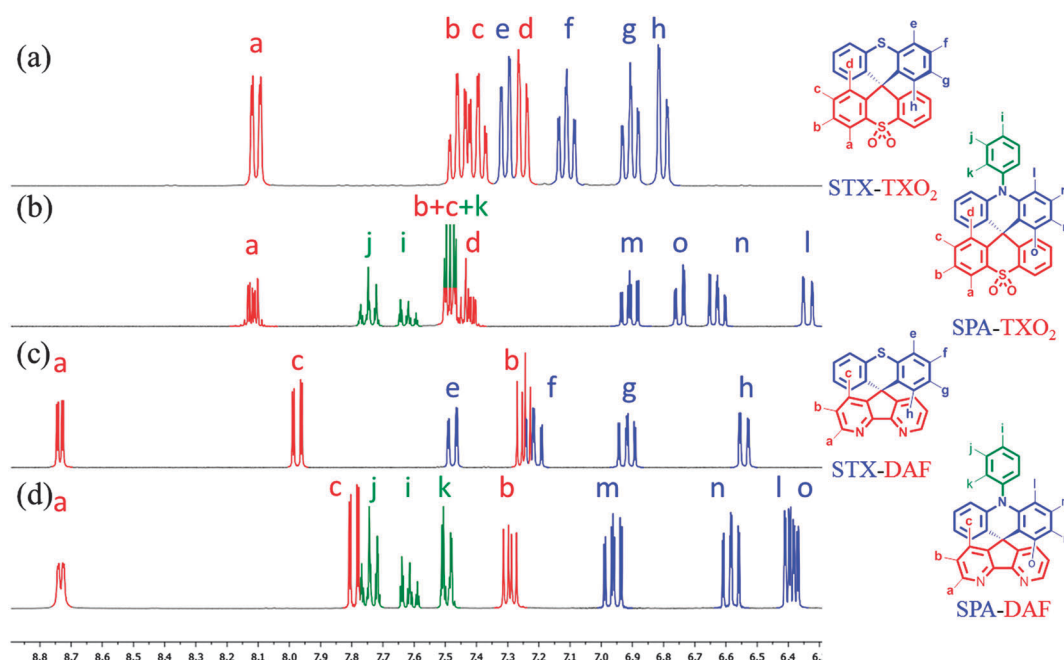 (a)
a
b c e d f g h
e
S
f
d
c
g
b
h
S
a
O O
STX-TXO2
(b)
a
j i
b+c+k
d
m o n l
i
j
k
l
N
d
c
o
b
S
a
O O
SPA-TXO2
(c)
a
c
e
b f
g
h
e
S
f
c
g
b
h
a
N N
STX-DAF
(d)
a
c j i k b m n l o
i
j
k
l
N
c
b
o
a
N N
SPA-DAF
8.8 8.7 8.6 8.5 8.4 8.3 8.2 8.1 8.0 7.9 7.8 7.7 7.6 7.5 7.4 7.3 7.2 7.1 7.0 6.9 6.8 6.7 6.6 6.5 6.4 6.